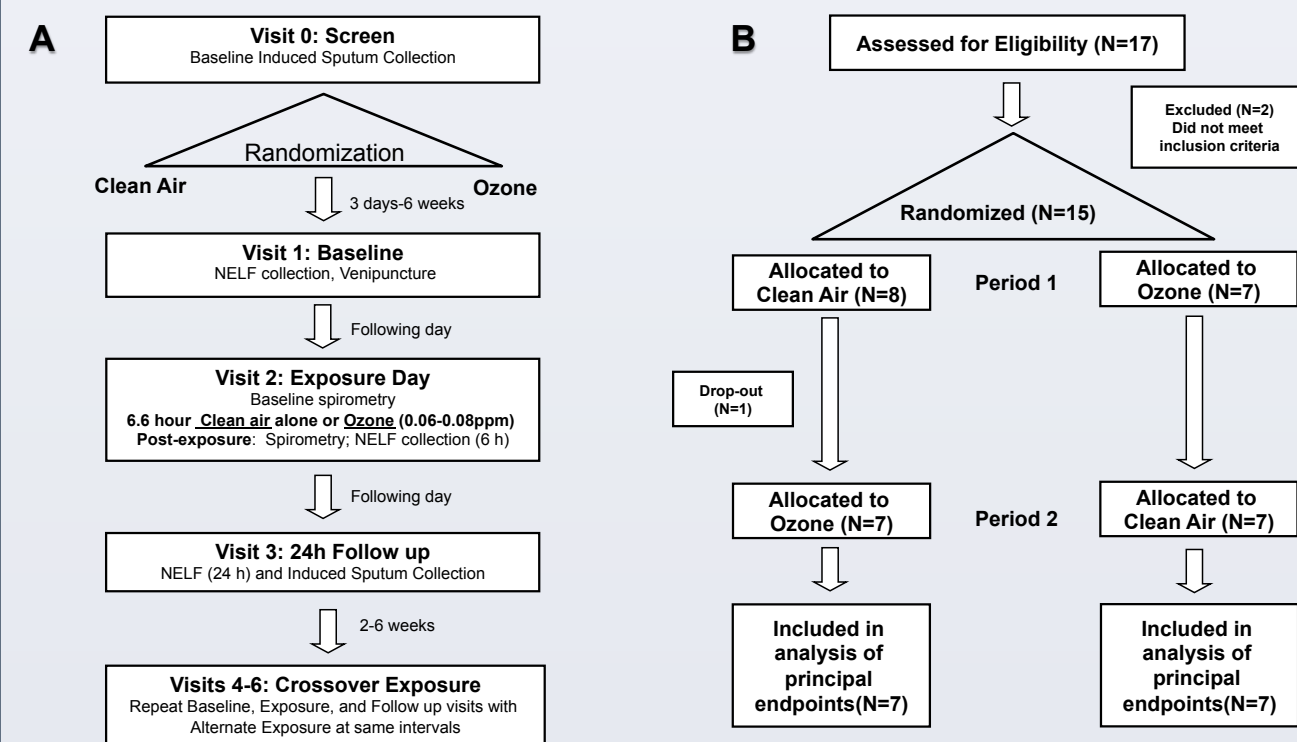 A
Visit 0: Screen
Baseline Induced Sputum Collection
Randomization
Clean Air
Ozone
3 days-6 weeks
Visit 1: Baseline
NELF collection, Venipuncture
Following day
Visit 2: Exposure Day
Baseline spirometry
6.6 hour Clean air alone or Ozone (0.06-0.08ppm)
Post-exposure: Spirometry; NELF collection (6 h)
Following day
Visit 3: 24h Follow up
NELF (24 h) and Induced Sputum Collection
2-6 weeks
Visits 4-6: Crossover Exposure
Repeat Baseline, Exposure, and Follow up visits with
Alternate Exposure at same intervals
B
Assessed for Eligibility (N=17)
Excluded (N=2)
Did not meet
inclusion criteria
Randomized (N=15)
Allocated to
Clean Air (N=8)
Period 1
Allocated to
Ozone (N=7)
Drop-out
(N=1)
Allocated to
Ozone (N=7)
Period 2
Allocated to
Clean Air (N=7)
Included in
analysis of
principal
endpoints(N=7)
Included in
analysis of
principal
endpoints(N=7)